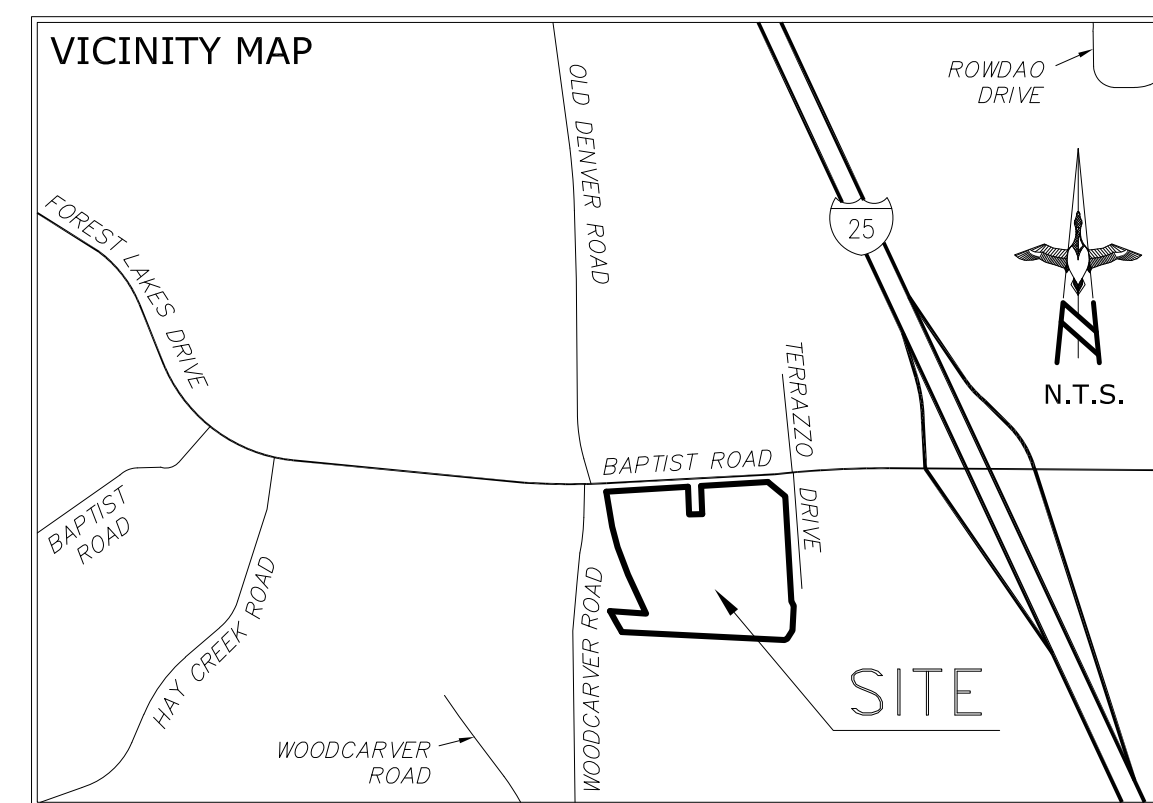 VICINITY MAP
ROWDAO
DRIVE
OLD DENVER ROAD
25
FOREST LAKES DRIVE
N
N.T.S.
TERRAZZO DRIVE
BAPTIST ROAD
BAPTIST
ROAD
HAY CREEK ROAD
WOODCARVER ROAD
SITE
WOODCARVER
ROAD